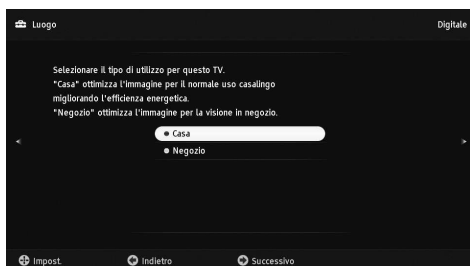 Luogo Digitale
Selezionare il tipo di utilizzo per questo TV.
"Casa" ottimizza l'immagine per il normale uso casalingo
migliorando l'efficienza energetica.
"Negozio" ottimizza l'immagine per la visione in negozio.
Casa
Negozio
Impost. Indietro Successivo